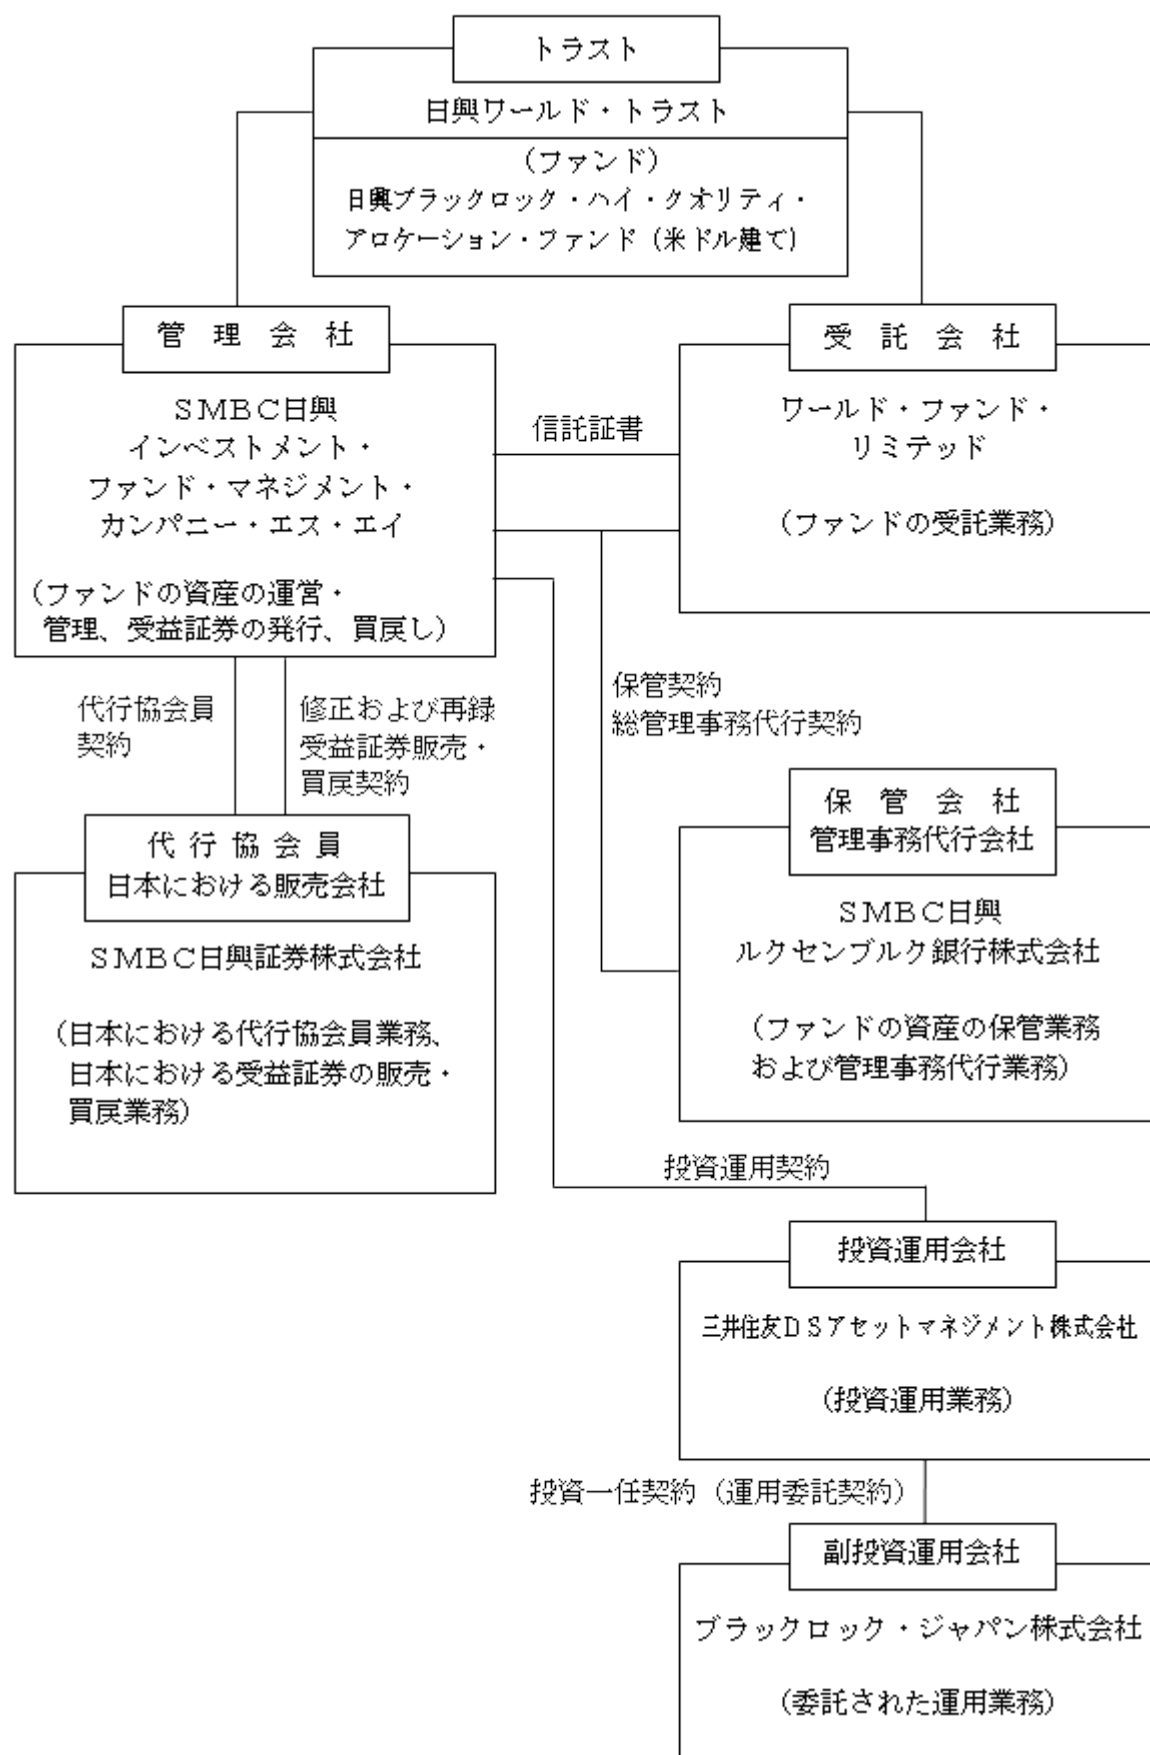 トラスト
日興ワールド・トラスト
(ファンド)
日興ブラックロック・ハイ・クオリティ・
アロケーション・ファンド(米ドル建て)
管理会社
SMBC日興
インベストメント・
ファンド・マネジメント・
カンパニー・エス・エイ
(ファンドの資産の運営・
管理、受益証券の発行、買戻し)
信託証書
受託会社
ワールド・ファンド・
リミテッド
(ファンドの受託業務)
代行協会員
契約
修正および再録
受益証券販売・
買戻契約
保管契約
総管理事務代行契約
代行協会員
日本における販売会社
SMBC日興証券株式会社
(日本における代行協会員業務、
日本における受益証券の販売・
買戻業務)
保管会社
管理事務代行会社
SMBC日興
ルクセンブルク銀行株式会社
(ファンドの資産の保管業務
および管理事務代行業務)
投資運用契約
投資運用会社
三井住友DSアセットマネジメント株式会社
(投資運用業務)
投資一任契約(運用委託契約)
副投資運用会社
ブラックロック・ジャパン株式会社
(委託された運用業務)